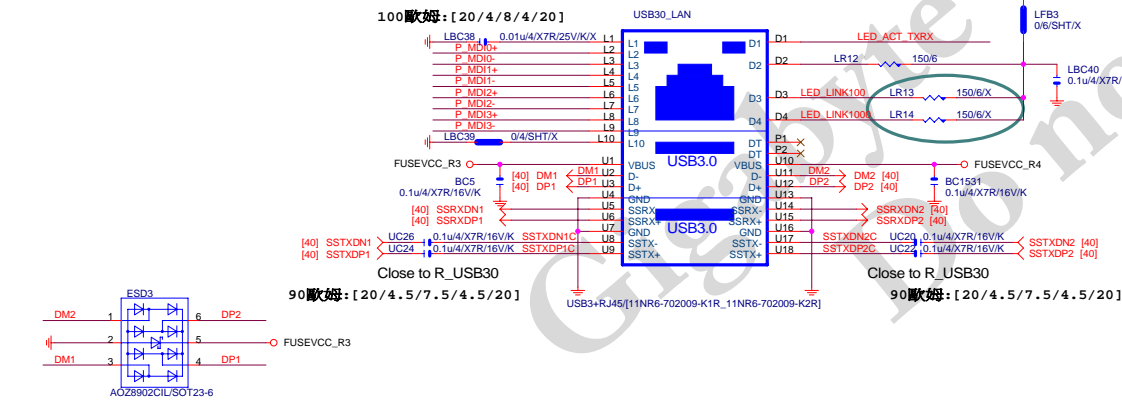 100歐姆:[20/4/8/4/20]
USB30_LAN
LFB3
0/6/SHT/X
LBC38 0.01u/4/X7R/25V/K/X L1 L1 D1 D1 LED_ACT_TXRX
P_MDI0+ L2 L2
P_MDI0- L3 L3 D2 D2 LR12 150/6
P_MDI1+ L4 L4
P_MDI1- L5 L5
P_MDI2+ L6 L6 D3 D3 LED_LINK100 LR13 150/6/X
P_MDI2- L7 L7
P_MDI3+ L8 L8 D4 D4 LED_LINK1000 LR14 150/6/X
P_MDI3- L9 L9
LBC39 0/4/SHT/X L10 L10 DT P1
DT P2
LBC40
0.1u/4/X7R/
USB3.0
FUSEVCC_R3 U1 VBUS VBUS U10 FUSEVCC_R4
BC5
0.1u/4/X7R/16V/K
[40] DM1 DM1 U2 D- D- U11 DM2 DM2 [40]
[40] DP1 DP1 U3 D+ D+ U12 DP2 DP2 [40]
BC1531
0.1u/4/X7R/16V/K
U4 GND GND U13
[40] SSRXDN1 U5 SSRX- SSRX- U14 SSRXDN2 [40]
[40] SSRXDP1 U6 SSRX+ SSRX+ U15 SSRXDP2 [40]
USB3.0
U7 GND GND U16
[40] SSTXDN1 UC26 0.1u/4/X7R/16V/K SSTXDN1C U8 SSTX- SSTX- U17 SSTXDN2C UC20 0.1u/4/X7R/16V/K SSTXDN2 [40]
[40] SSTXDP1 UC24 0.1u/4/X7R/16V/K SSTXDP1C U9 SSTX+ SSTX+ U18 SSTXDP2C UC22 0.1u/4/X7R/16V/K SSTXDP2 [40]
Close to R_USB30
Close to R_USB30
90歐姆:[20/4.5/7.5/4.5/20]
USB3+RJ45/[11NR6-702009-K1R_11NR6-702009-K2R]
90歐姆:[20/4.5/7.5/4.5/20]
ESD3
DM2 1 6 DP2
2 5 FUSEVCC_R3
DM1 3 4 DP1
AOZ8902CIL/SOT23-6
Gigabyte
Do no